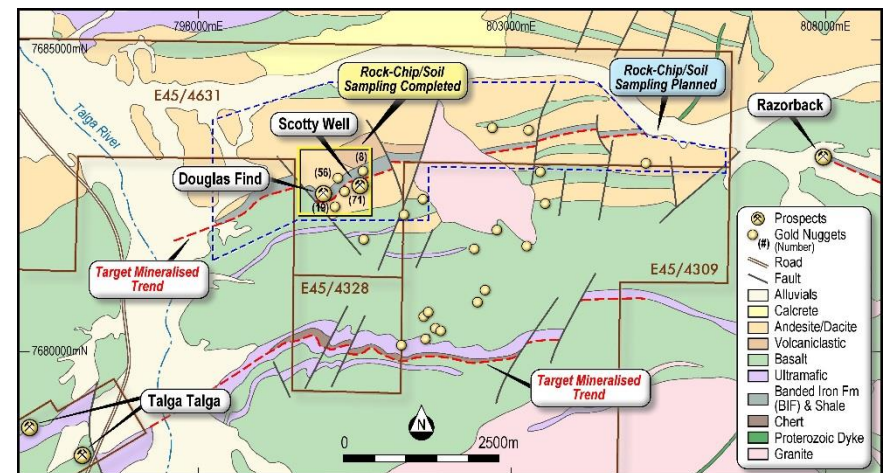 798000mE
803000mE
808000mE
7685000mN
Rock-Chip/Soil
Sampling Completed
Rock-Chip/Soil
Sampling Planned
E45/4631
Razorback
Talga River
Scotty Well
(8)
(56)
Douglas Find
(71)
(19)
Target Mineralised
Trend
E45/4328
E45/4309
7680000mN
Target Mineralised
Trend
Talga Talga
N
0
2500m
Prospects
Gold Nuggets
(#)
(Number)
Road
Fault
Alluvials
Calcrete
Andesite/Dacite
Volcaniclastic
Basalt
Ultramafic
Banded Iron Fm
(BIF) & Shale
Chert
Proterozoic Dyke
Granite